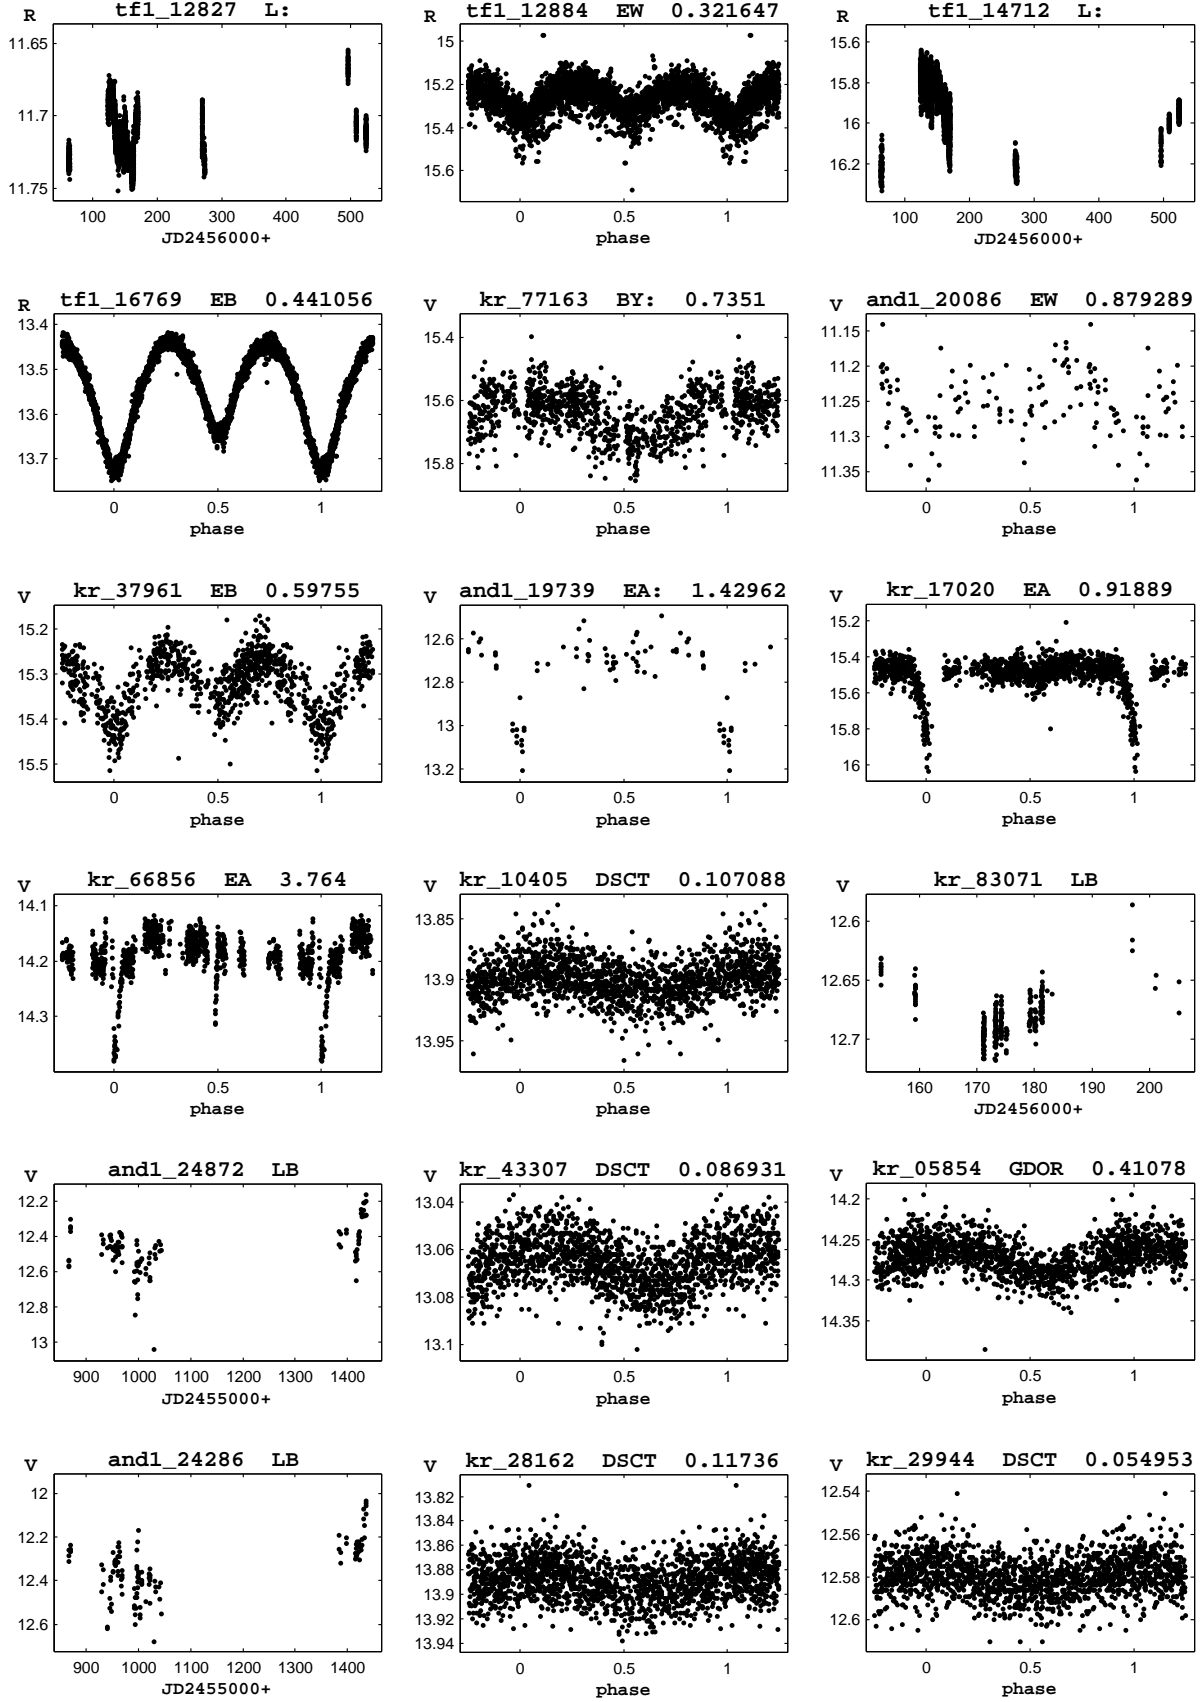 R tf1_12827 L:
11.65
11.7
11.75
100 200 300 400 500
JD2456000+
R tf1_12884 EW 0.321647
15
15.2
15.4
15.6
0 0.5 1
phase
R tf1_14712 L:
15.6
15.8
16
16.2
100 200 300 400 500
JD2456000+
R tf1_16769 EB 0.441056
13.4
13.5
13.6
13.7
0 0.5 1
phase
V kr_77163 BY: 0.7351
15.4
15.6
15.8
0 0.5 1
phase
V and1_20086 EW 0.879289
11.15
11.2
11.25
11.3
11.35
0 0.5 1
phase
V kr_37961 EB 0.59755
15.2
15.3
15.4
15.5
0 0.5 1
phase
V and1_19739 EA: 1.42962
12.6
12.8
13
13.2
0 0.5 1
phase
V kr_17020 EA 0.91889
15.2
15.4
15.6
15.8
16
0 0.5 1
phase
V kr_66856 EA 3.764
14.1
14.2
14.3
0 0.5 1
phase
V kr_10405 DSCT 0.107088
13.85
13.9
13.95
0 0.5 1
phase
V kr_83071 LB
12.6
12.65
12.7
160 170 180 190 200
JD2456000+
V and1_24872 LB
12.2
12.4
12.6
12.8
13
900 1000 1100 1200 1300 1400
JD2455000+
V kr_43307 DSCT 0.086931
13.04
13.06
13.08
13.1
0 0.5 1
phase
V kr_05854 GDOR 0.41078
14.2
14.25
14.3
14.35
0 0.5 1
phase
V and1_24286 LB
12
12.2
12.4
12.6
900 1000 1100 1200 1300 1400
JD2455000+
V kr_28162 DSCT 0.11736
13.82
13.84
13.86
13.88
13.9
13.92
13.94
0 0.5 1
phase
V kr_29944 DSCT 0.054953
12.54
12.56
12.58
12.6
0 0.5 1
phase